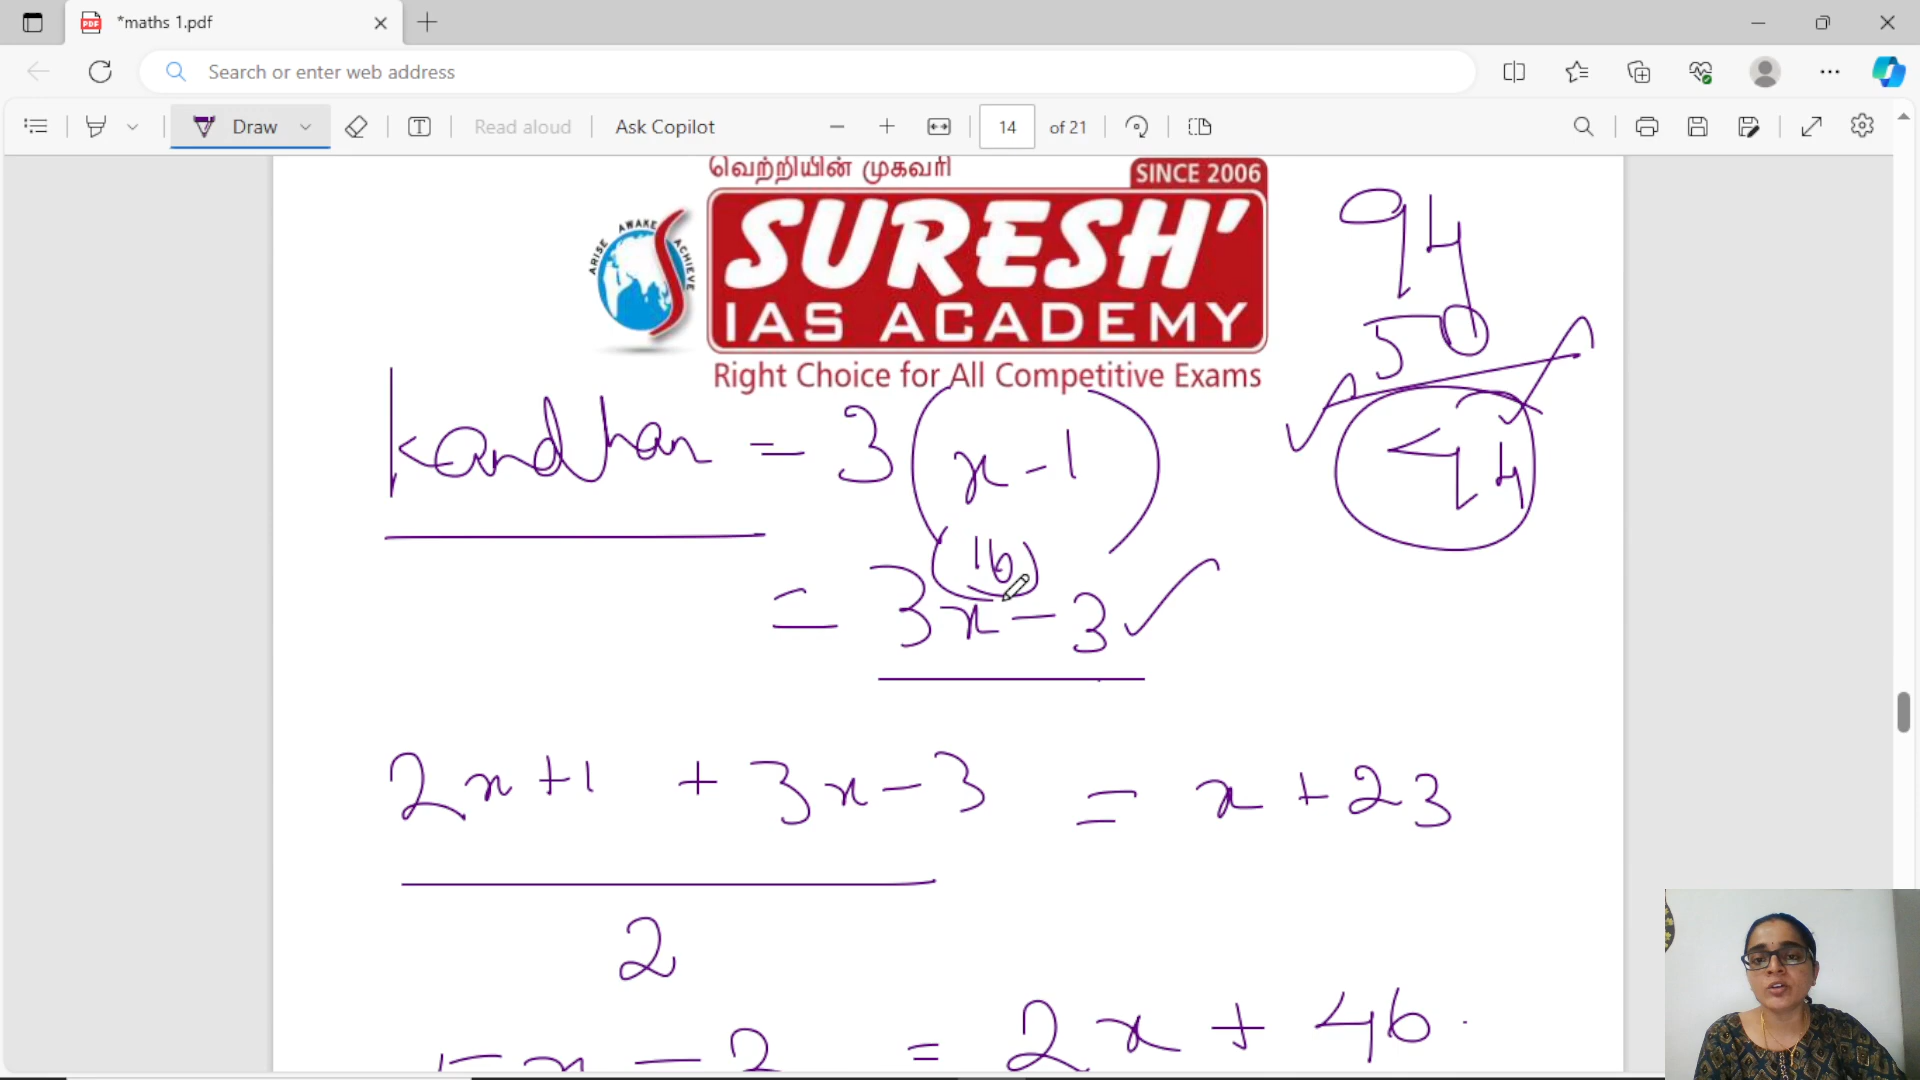 *maths 1.pdf
Search or enter web address
Draw
Read aloud
Ask Copilot
14 of 21
வெற்றியின் முகவரி
SINCE 2006
ARISE AWAKE ACHIEVE
SURESH'
IAS ACADEMY
Right Choice for All Competitive Exams
94
50
44
Kandhan = 3(x-1)
(16)
= 3x-3
2x+1 + 3x-3 = x+23
2
5x-2 = 2x+46